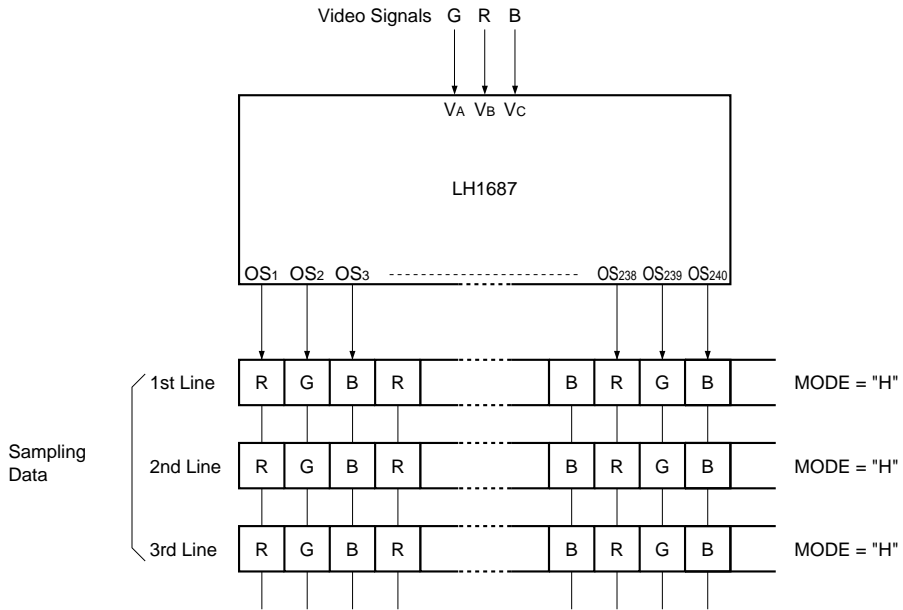 Video Signals G R B
VA VB VC
LH1687
OS1 OS2 OS3 OS238 OS239 OS240
1st Line R G B R B R G B MODE = "H"
Sampling Data
2nd Line R G B R B R G B MODE = "H"
3rd Line R G B R B R G B MODE = "H"